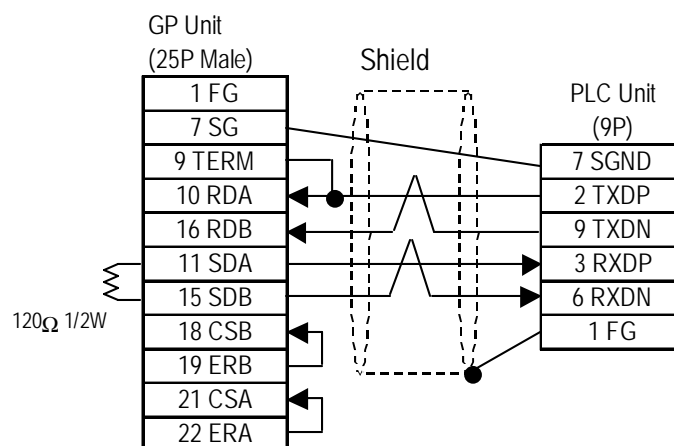 GP Unit
(25P Male)
Shield
PLC Unit
(9P)
1 FG
7 SG
9 TERM
10 RDA
16 RDB
11 SDA
15 SDB
18 CSB
19 ERB
21 CSA
22 ERA
120Ω 1/2W
7 SGND
2 TXDP
9 TXDN
3 RXDP
6 RXDN
1 FG